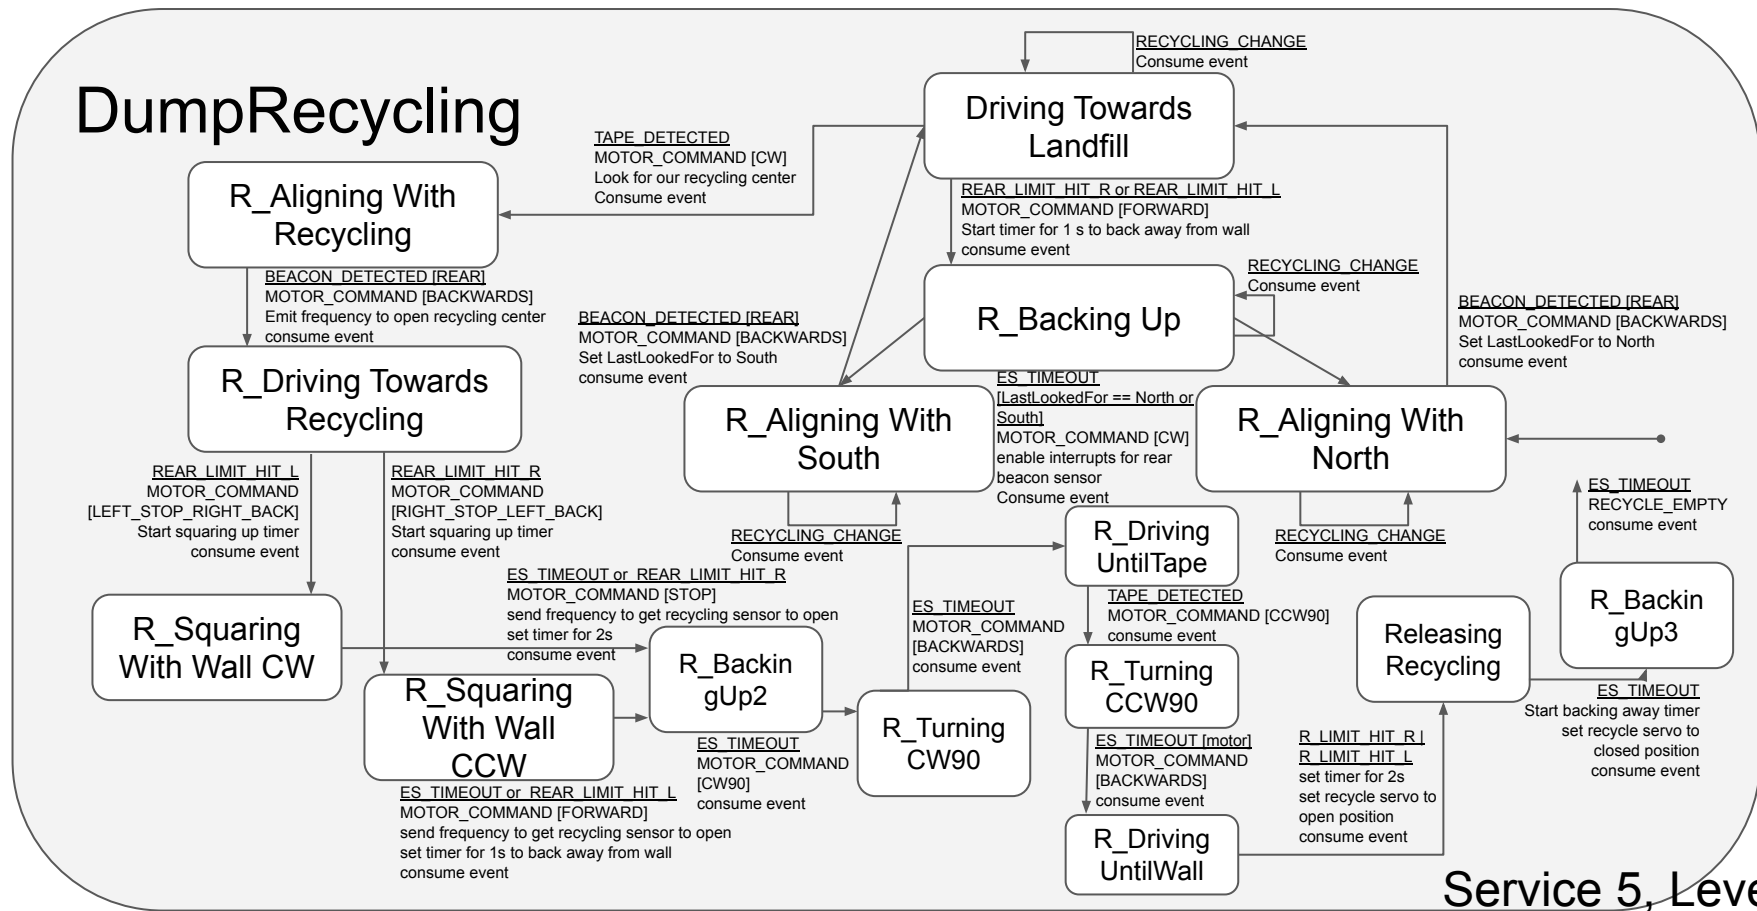 DumpRecycling
RECYCLING_CHANGE
Consume event
Driving Towards
Landfill
TAPE_DETECTED
MOTOR_COMMAND [CW]
Look for our recycling center
Consume event
R_Aligning With
Recycling
REAR_LIMIT_HIT_R or REAR_LIMIT_HIT_L
MOTOR_COMMAND [FORWARD]
Start timer for 1 s to back away from wall
consume event
BEACON_DETECTED [REAR]
MOTOR_COMMAND [BACKWARDS]
Emit frequency to open recycling center
consume event
RECYCLING_CHANGE
Consume event
R_Backing Up
BEACON_DETECTED [REAR]
MOTOR_COMMAND [BACKWARDS]
Set LastLookedFor to South
consume event
BEACON_DETECTED [REAR]
MOTOR_COMMAND [BACKWARDS]
Set LastLookedFor to North
consume event
R_Driving Towards
Recycling
ES_TIMEOUT
[LastLookedFor == North or
South]
MOTOR_COMMAND [CW]
enable interrupts for rear
beacon sensor
Consume event
R_Aligning With
South
R_Aligning With
North
REAR_LIMIT_HIT_L
MOTOR_COMMAND
[LEFT_STOP_RIGHT_BACK]
Start squaring up timer
consume event
REAR_LIMIT_HIT_R
MOTOR_COMMAND
[RIGHT_STOP_LEFT_BACK]
Start squaring up timer
consume event
RECYCLING_CHANGE
Consume event
RECYCLING_CHANGE
Consume event
ES_TIMEOUT
RECYCLE_EMPTY
consume event
R_Driving
UntilTape
ES_TIMEOUT or REAR_LIMIT_HIT_R
MOTOR_COMMAND [STOP]
send frequency to get recycling sensor to open
set timer for 2s
consume event
ES_TIMEOUT
MOTOR_COMMAND
[BACKWARDS]
consume event
TAPE_DETECTED
MOTOR_COMMAND [CCW90]
consume event
R_Squaring
With Wall CW
R_Squaring
With Wall
CCW
R_Backin
gUp2
R_Turning
CW90
R_Turning
CCW90
Releasing
Recycling
R_Backin
gUp3
ES_TIMEOUT
Start backing away timer
set recycle servo to
closed position
consume event
ES_TIMEOUT
MOTOR_COMMAND
[CW90]
consume event
ES_TIMEOUT [motor]
MOTOR_COMMAND
[BACKWARDS]
consume event
R_LIMIT_HIT_R |
R_LIMIT_HIT_L
set timer for 2s
set recycle servo to
open position
consume event
ES_TIMEOUT or REAR_LIMIT_HIT_L
MOTOR_COMMAND [FORWARD]
send frequency to get recycling sensor to open
set timer for 1s to back away from wall
consume event
R_Driving
UntilWall
Service 5, Leve